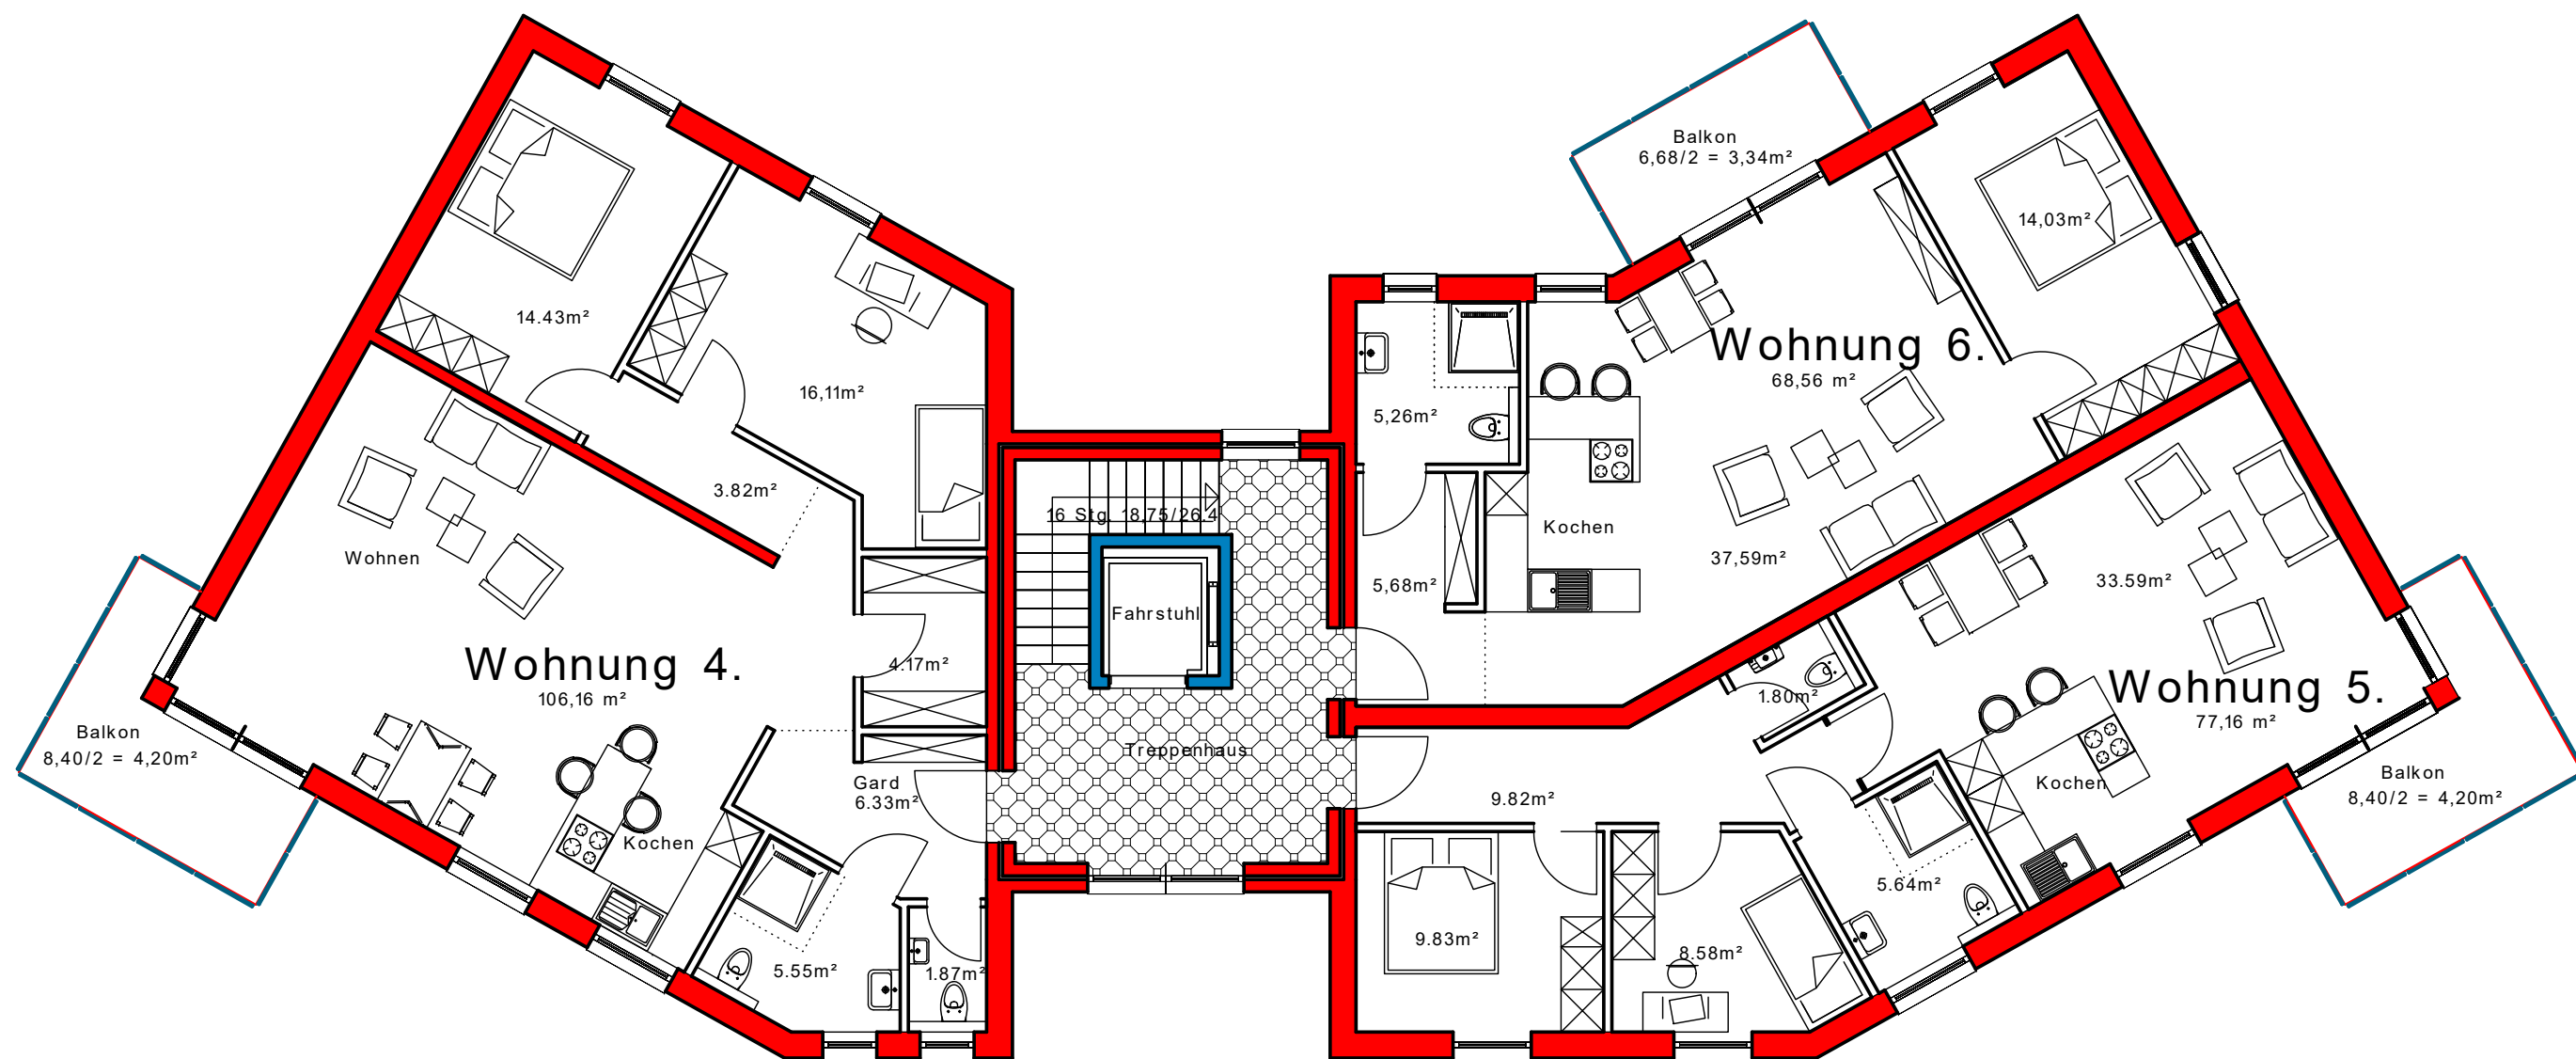 Balkon
6,68/2 = 3,34m²
14,03m²
14.43m²
Wohnung 6.
68,56 m²
16,11m²
5,26m²
3.82m²
16 Stg. 18,75/26.4
Kochen
Wohnen
37,59m²
5,68m²
33.59m²
Fahrstuhl
Wohnung 4.
106,16 m²
4.17m²
1.80m²
Wohnung 5.
77,16 m²
Balkon
8,40/2 = 4,20m²
Treppenhaus
Gard
6.33m²
9.82m²
Kochen
Balkon
8,40/2 = 4,20m²
Kochen
5.64m²
9.83m²
8.58m²
5.55m²
1.87m²